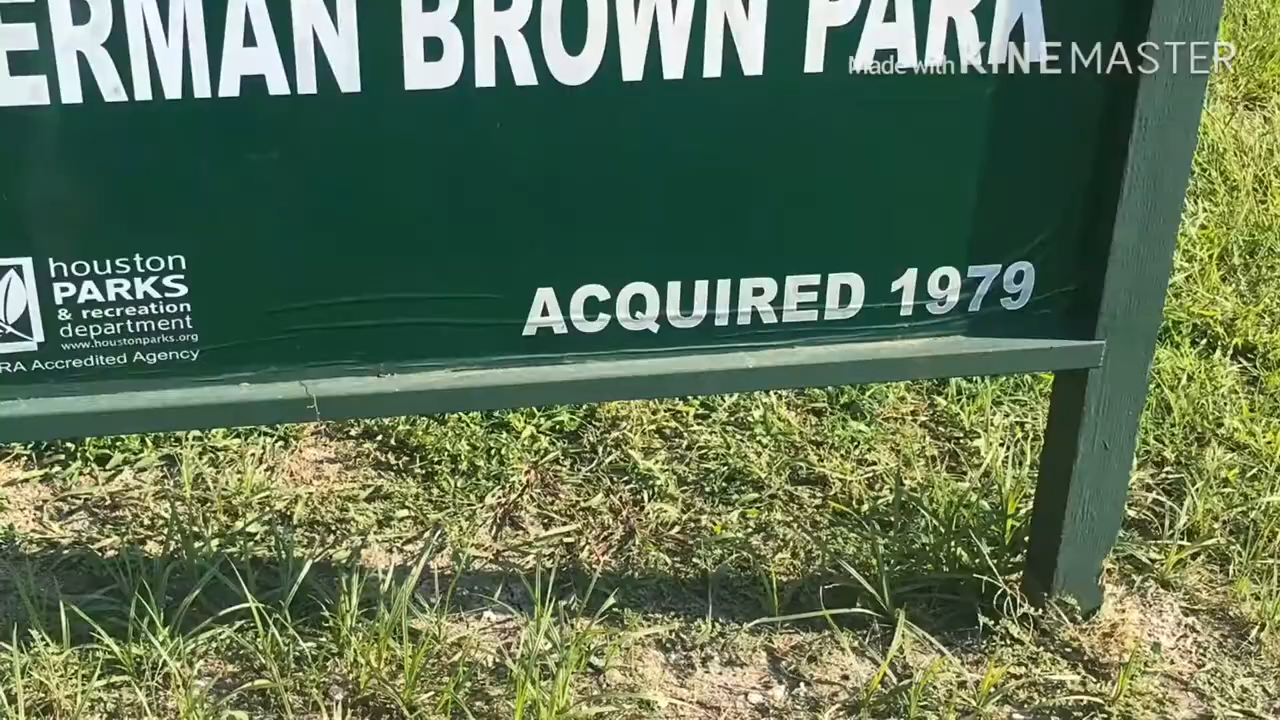 ERMAN BROWN PARK
Made with KINEMASTER
houston
PARKS
& recreation
department
www.houstonparks.org
RA Accredited Agency
ACQUIRED 1979